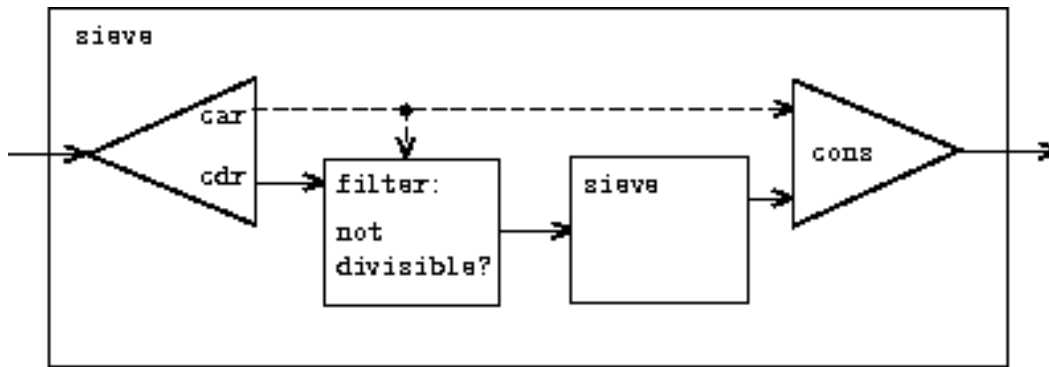 sieve
car
cdr
filter:
not
divisible?
sieve
cons